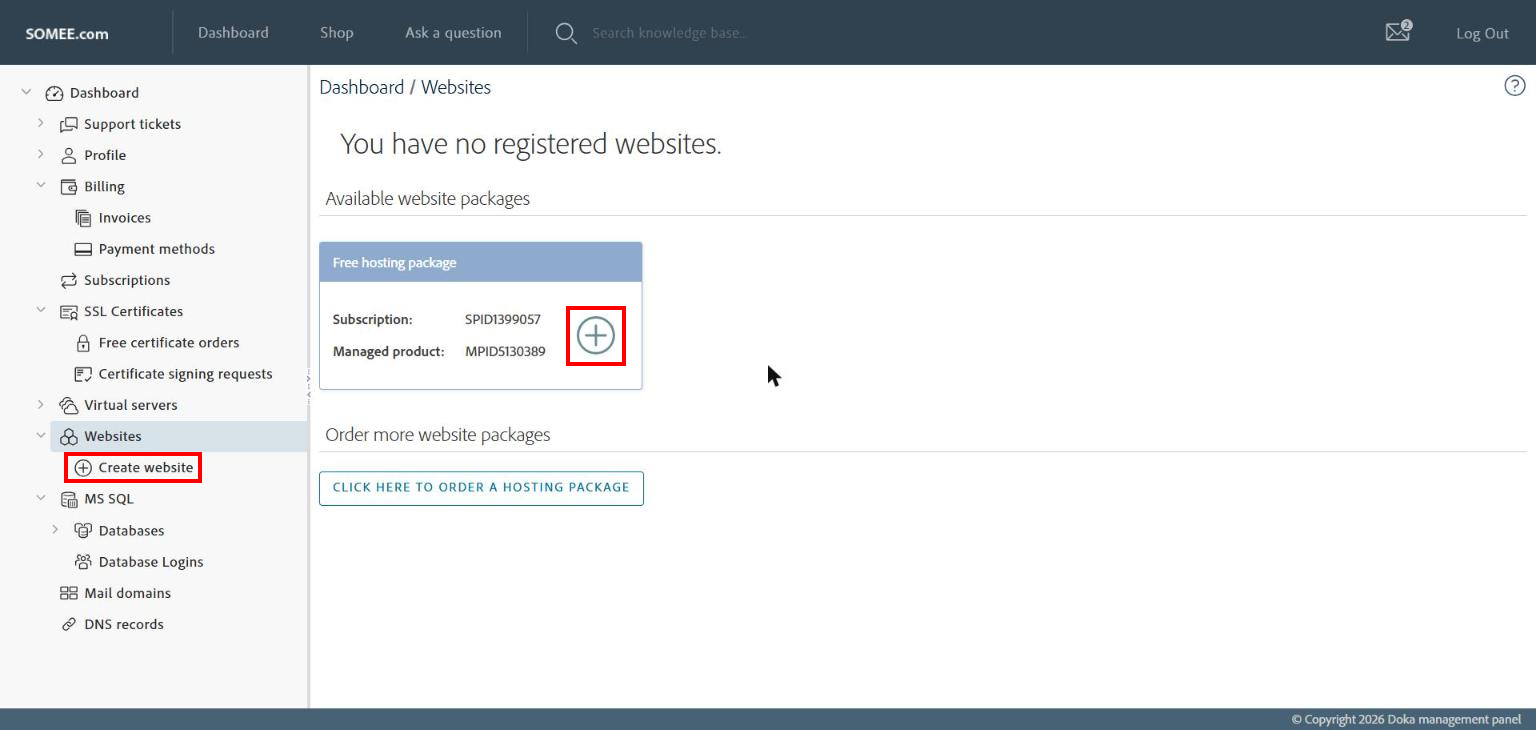 SOMEE.com
Dashboard
Shop
Ask a question
Search knowledge base..
2
Log Out
Dashboard
Support tickets
Profile
Billing
Invoices
Payment methods
Subscriptions
SSL Certificates
Free certificate orders
Certificate signing requests
Virtual servers
Websites
Create website
MS SQL
Databases
Database Logins
Mail domains
DNS records
Dashboard / Websites
?
You have no registered websites.
Available website packages
Free hosting package
Subscription: SPID1399057
Managed product: MPID5130389
Order more website packages
CLICK HERE TO ORDER A HOSTING PACKAGE
© Copyright 2026 Doka management panel